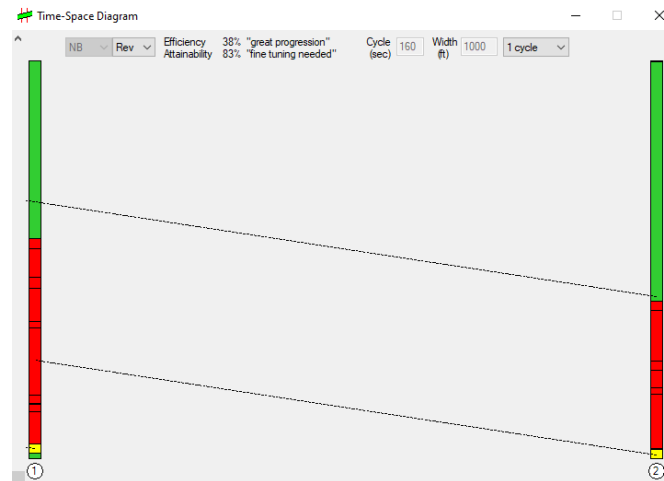 Time-Space Diagram
NB Rev Efficiency 38% "great progression" Cycle 160 Width 1000 1 cycle
Attainability 83% "fine tuning needed" (sec) (ft)
1 2